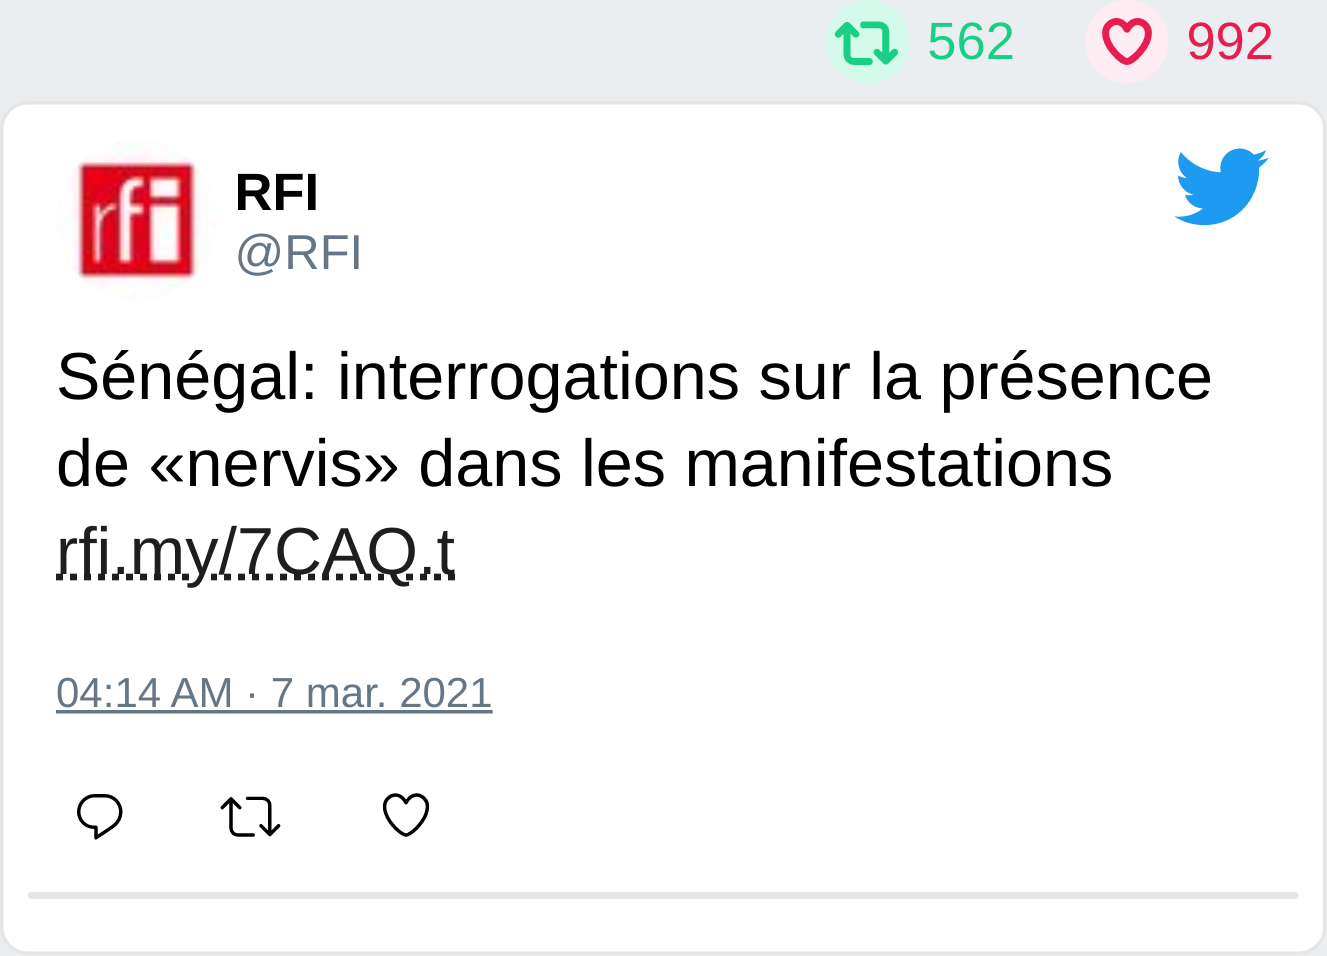 562 992
rfi
RFI
@RFI
Sénégal: interrogations sur la présence
de «nervis» dans les manifestations
rfi.my/7CAQ.t
04:14 AM · 7 mar. 2021